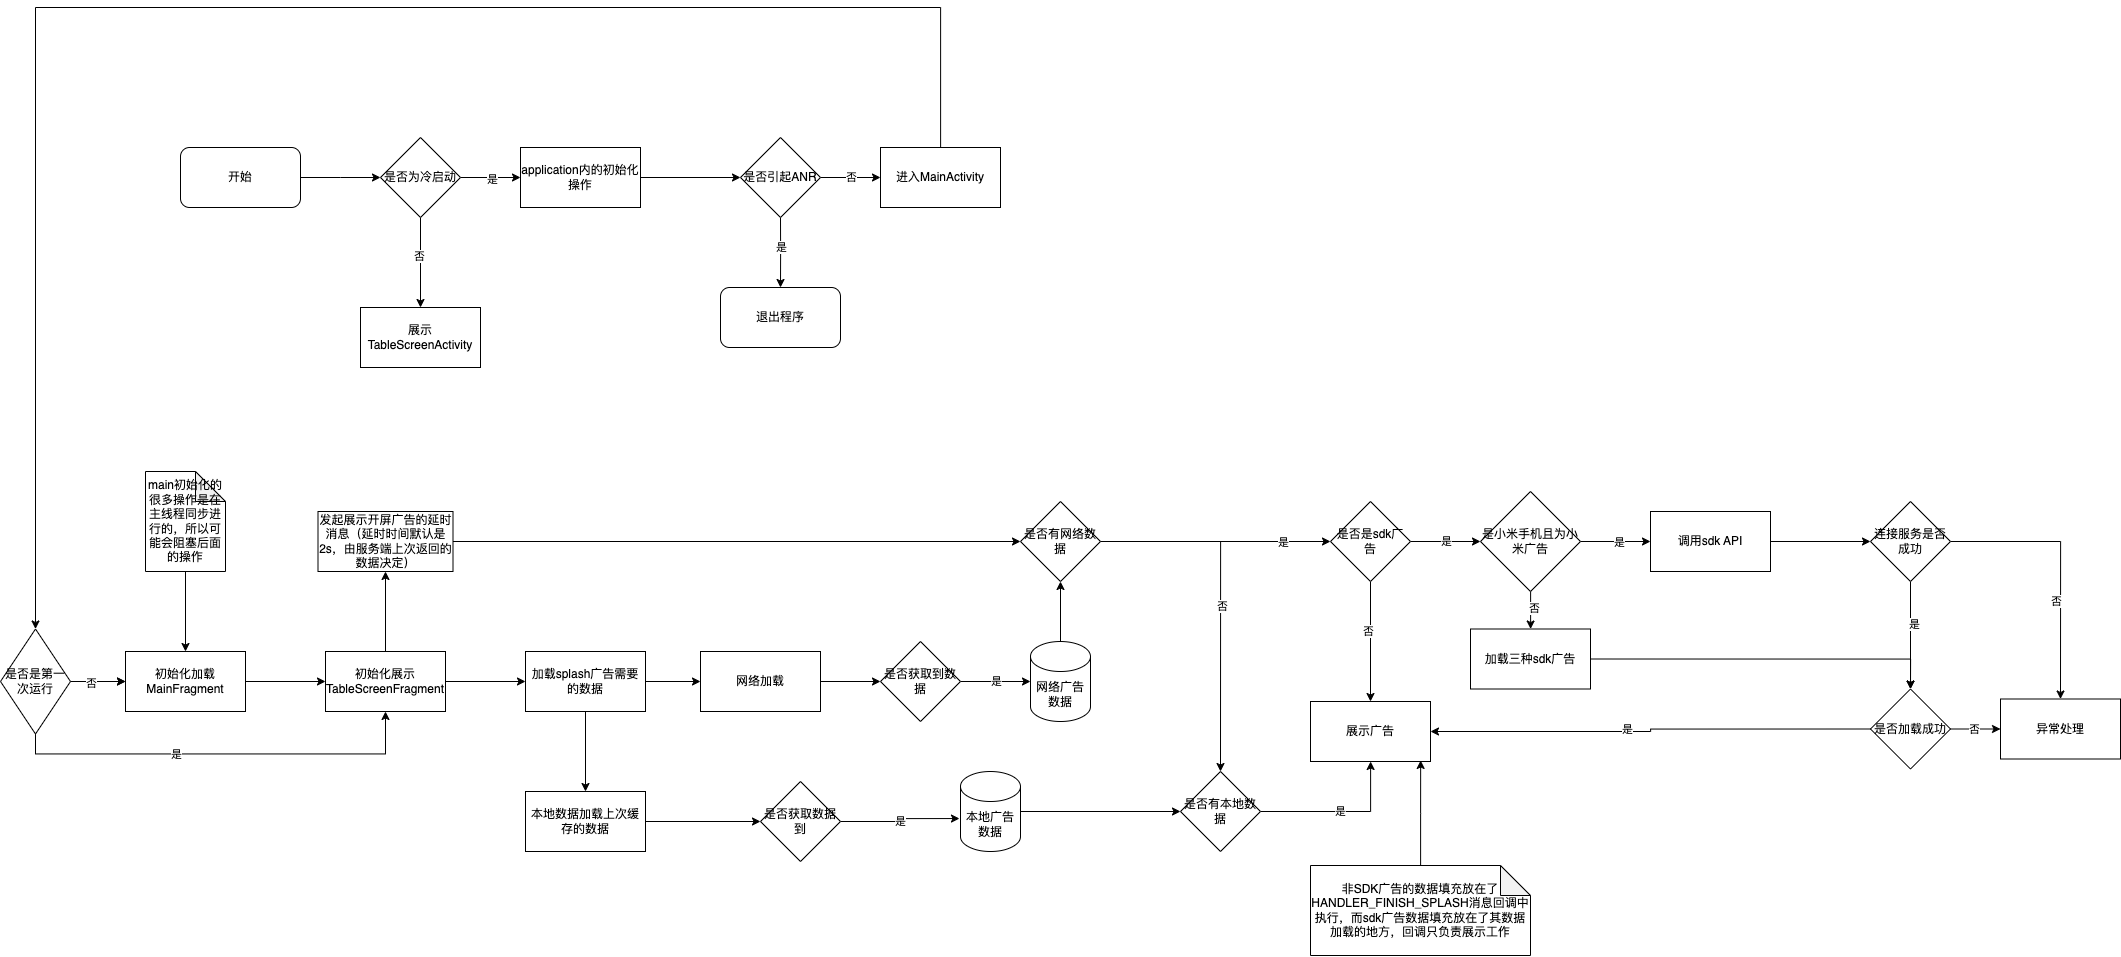 开始
是否为冷启动
是
application内的初始化
操作
是否引起ANR
否
进入MainActivity
否
是
展示
TableScreenActivity
退出程序
main初始化的
很多操作是在
主线程同步进
行的，所以可
能会阻塞后面
的操作
发起展示开屏广告的延时
消息（延时时间默认是
2s，由服务端上次返回的
数据决定）
是否有网络数
据
是
是否是sdk广
告
是
是小米手机且为小
米广告
是
调用sdk API
连接服务是否
成功
否
否
否
是
否
是否是第一
次运行
否
初始化加载
MainFragment
初始化展示
TableScreenFragment
加载splash广告需要
的数据
网络加载
是否获取到数
据
是
网络广告
数据
加载三种sdk广告
是
展示广告
是
是否加载成功
否
异常处理
本地数据加载上次缓
存的数据
是否获取数据
到
是
本地广告
数据
是否有本地数
据
是
非SDK广告的数据填充放在了
HANDLER_FINISH_SPLASH消息回调中
执行，而sdk广告数据填充放在了其数据
加载的地方，回调只负责展示工作